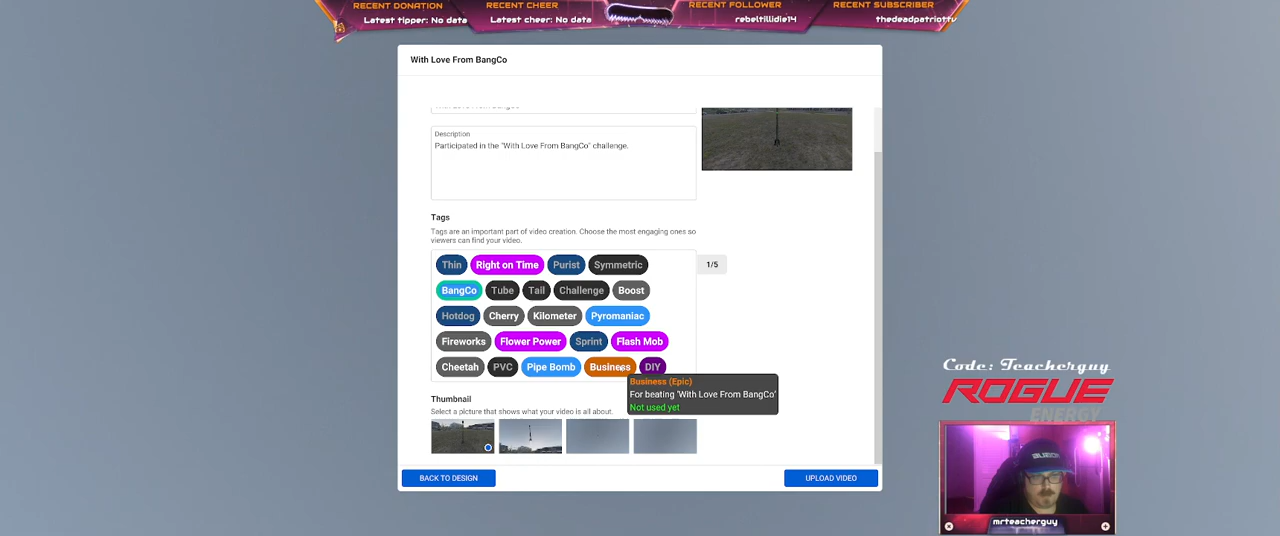 RECENT DONATION
Latest tipper: No data
RECENT CHEER
Latest cheer: No data
RECENT FOLLOWER
rebeltillidie14
RECENT SUBSCRIBER
thedeadpatriottv
With Love From BangCo
With Love From BangCo
Description
Participated in the "With Love From BangCo" challenge.
Tags
Tags are an important part of video creation. Choose the most engaging ones so
viewers can find your video.
Thin Right on Time Purist Symmetric
1/5
BangCo Tube Tail Challenge Boost
Hotdog Cherry Kilometer Pyromaniac
Fireworks Flower Power Sprint Flash Mob
Cheetah PVC Pipe Bomb Business DIY
Business (Epic)
For beating 'With Love From BangCo'
Not used yet
Thumbnail
Select a picture that shows what your video is all about.
BACK TO DESIGN
UPLOAD VIDEO
Code: Teacherguy
ROGUE
ENERGY
mrteacherguy